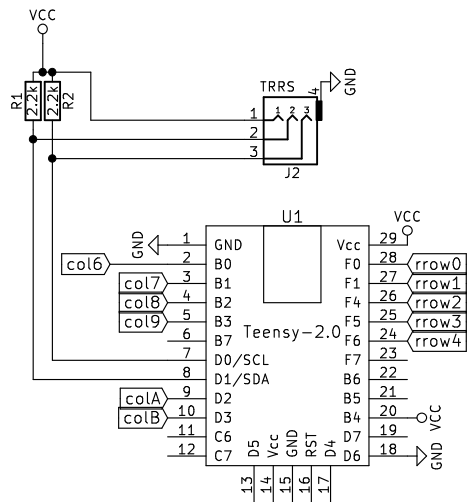 VCC
R1
2.2k
2.2k
R2
TRRS
4
GND
1
2
3
1 2 3
J2
U1
VCC
GND
1
GND
Vcc
29
col6
2
B0
F0
28
rrow0
col7
3
B1
F1
27
rrow1
col8
4
B2
F4
26
rrow2
col9
5
B3
F5
25
rrow3
Teensy-2.0
6
B7
F6
24
rrow4
7
D0/SCL
F7
23
8
D1/SDA
B6
22
colA
9
D2
B5
21
colB
10
D3
B4
20
VCC
11
C6
D7
19
12
C7
D6
18
GND
D5
Vcc
GND
RST
D4
13
14
15
16
17